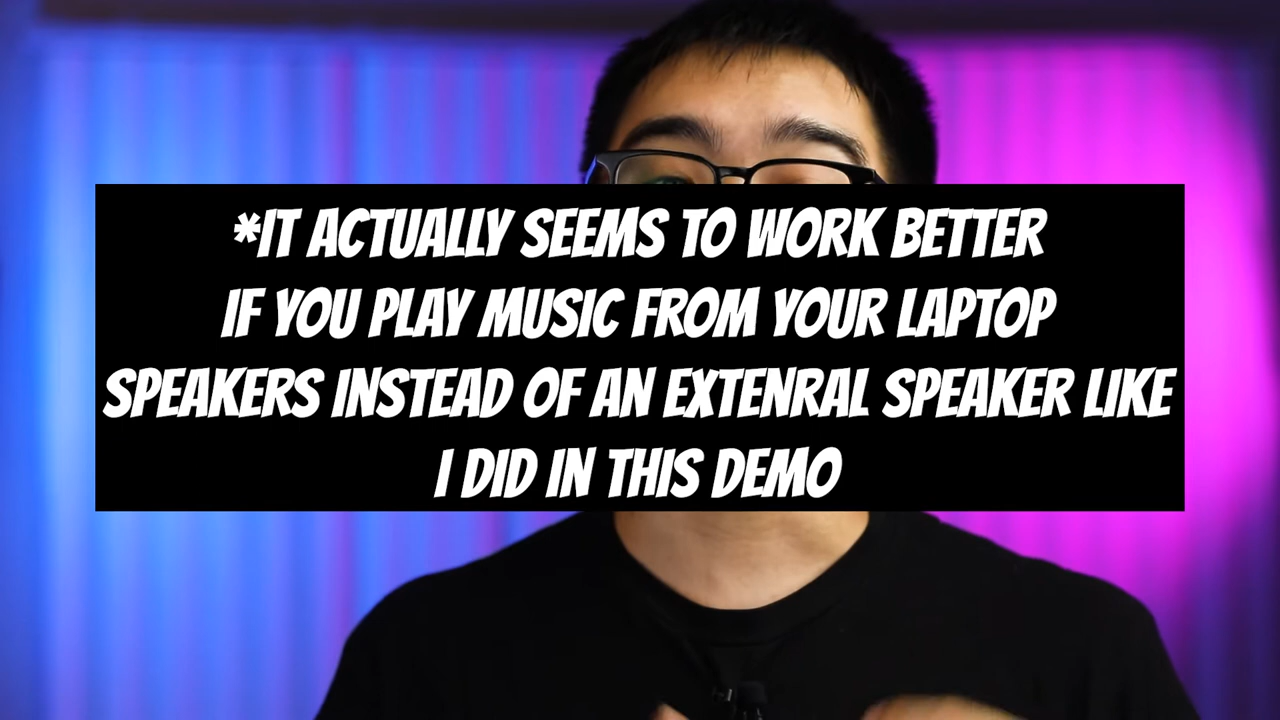 *IT ACTUALLY SEEMS TO WORK BETTER
IF YOU PLAY MUSIC FROM YOUR LAPTOP
SPEAKERS INSTEAD OF AN EXTENRAL SPEAKER LIKE
I DID IN THIS DEMO